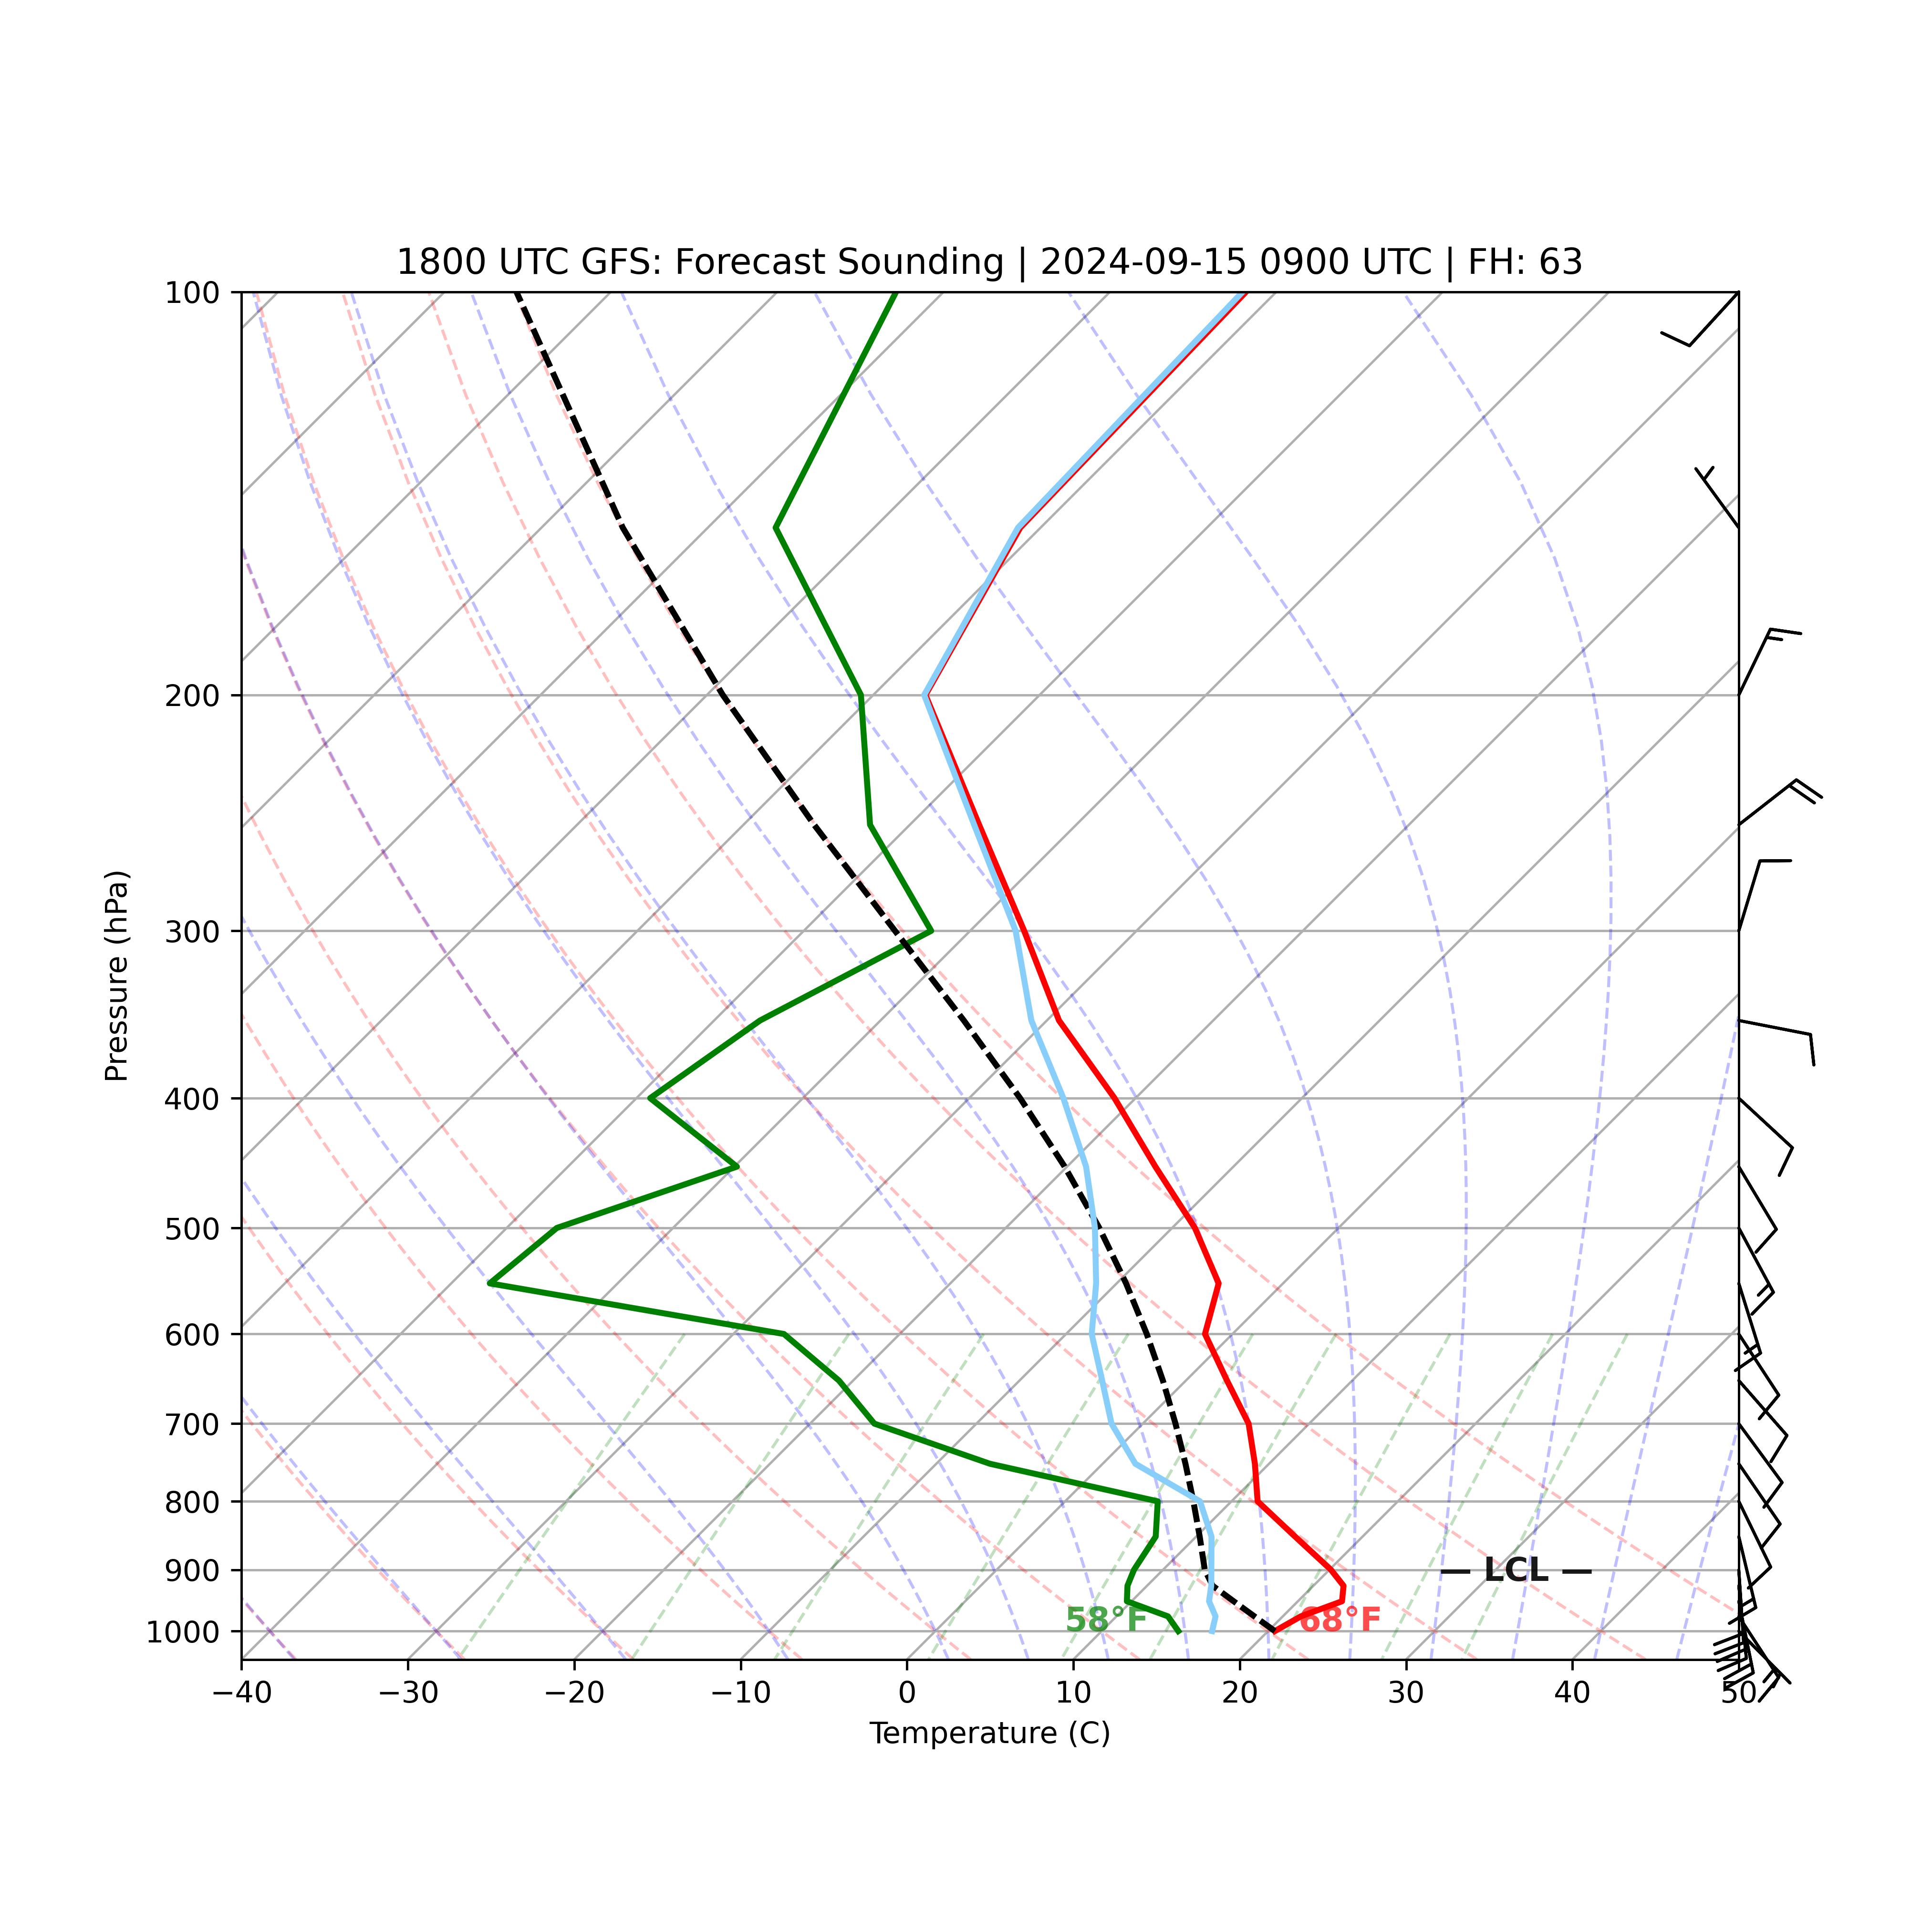 1800 UTC GFS: Forecast Sounding | 2024-09-15 0900 UTC | FH: 63
100
200
300
400
500
600
700
800
900
1000
Pressure (hPa)
— LCL —
58°F
68°F
−40 −30 −20 −10 0 10 20 30 40 50
Temperature (C)